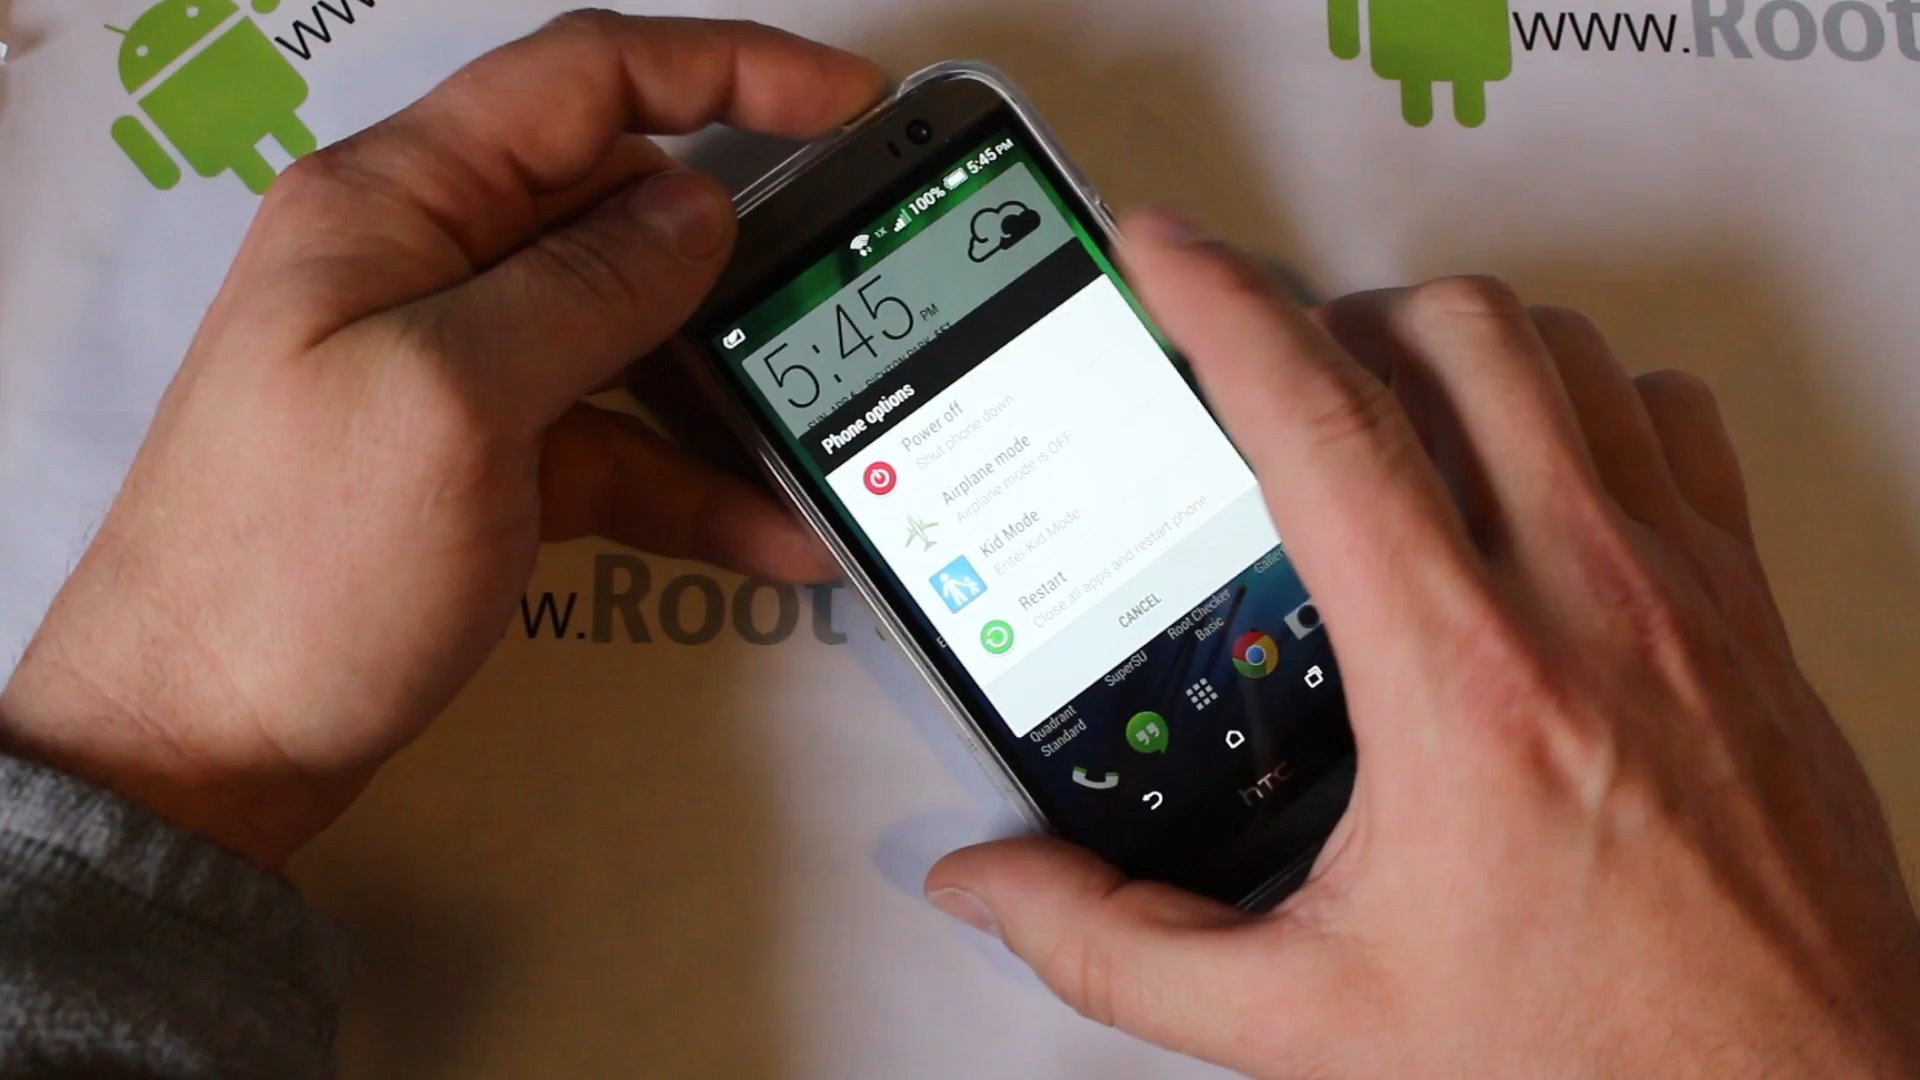 www.Root
w.Root
5:45 PM
100%
1X
5:45 PM
Phone options
Power off
Shut phone down
Airplane mode
Airplane mode is OFF
Kid Mode
Enter Kid Mode
Restart
Close all apps and restart phone
CANCEL
Quadrant
Standard
SuperSU
Root Checker
Basic
hTC